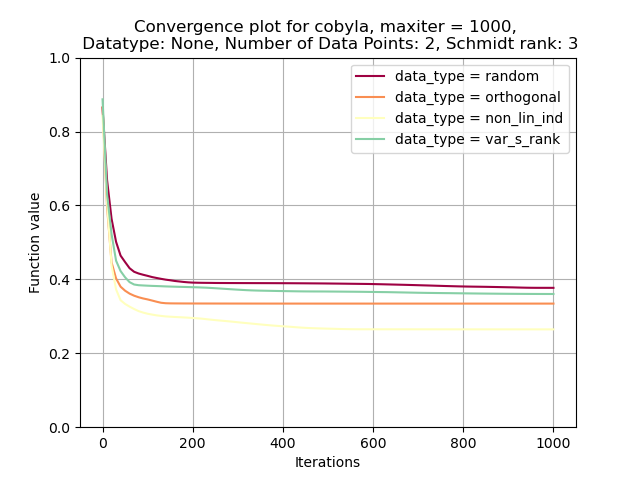 Convergence plot for cobyla, maxiter = 1000,
Datatype: None, Number of Data Points: 2, Schmidt rank: 3
1.0
0.8
0.6
0.4
0.2
0.0
Function value
data_type = random
data_type = orthogonal
data_type = non_lin_ind
data_type = var_s_rank
0 200 400 600 800 1000
Iterations